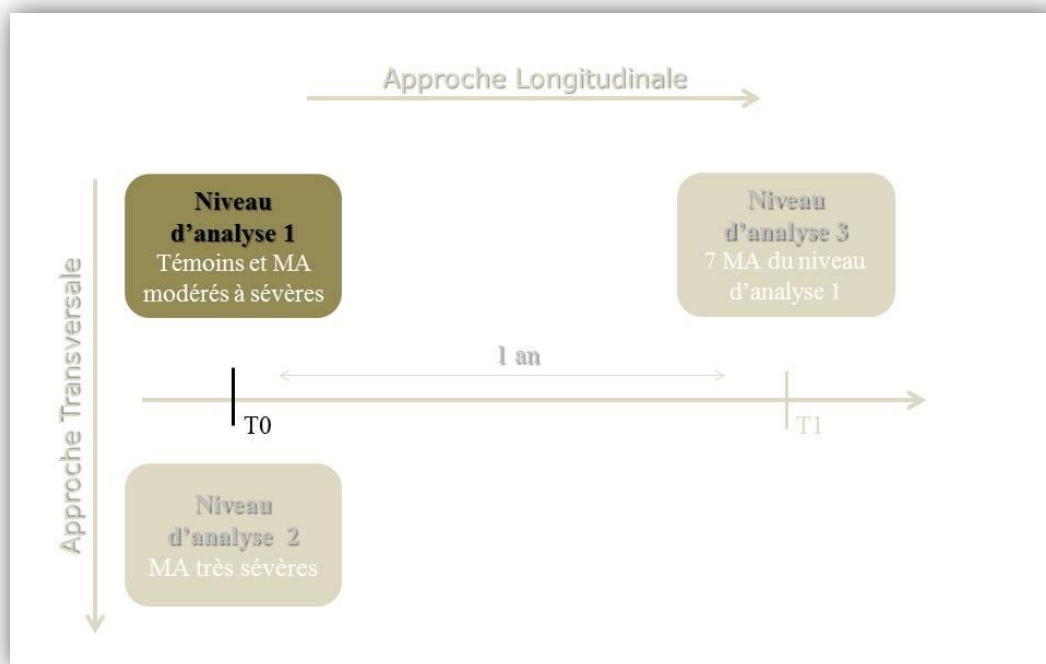 Approche Longitudinale
Approche Transversale
Niveau
d’analyse 1
Témoins et MA
modérés à sévères
Niveau
d’analyse 3
7 MA du niveau
d’analyse 1
1 an
T0
T1
Niveau
d’analyse 2
MA très sévères